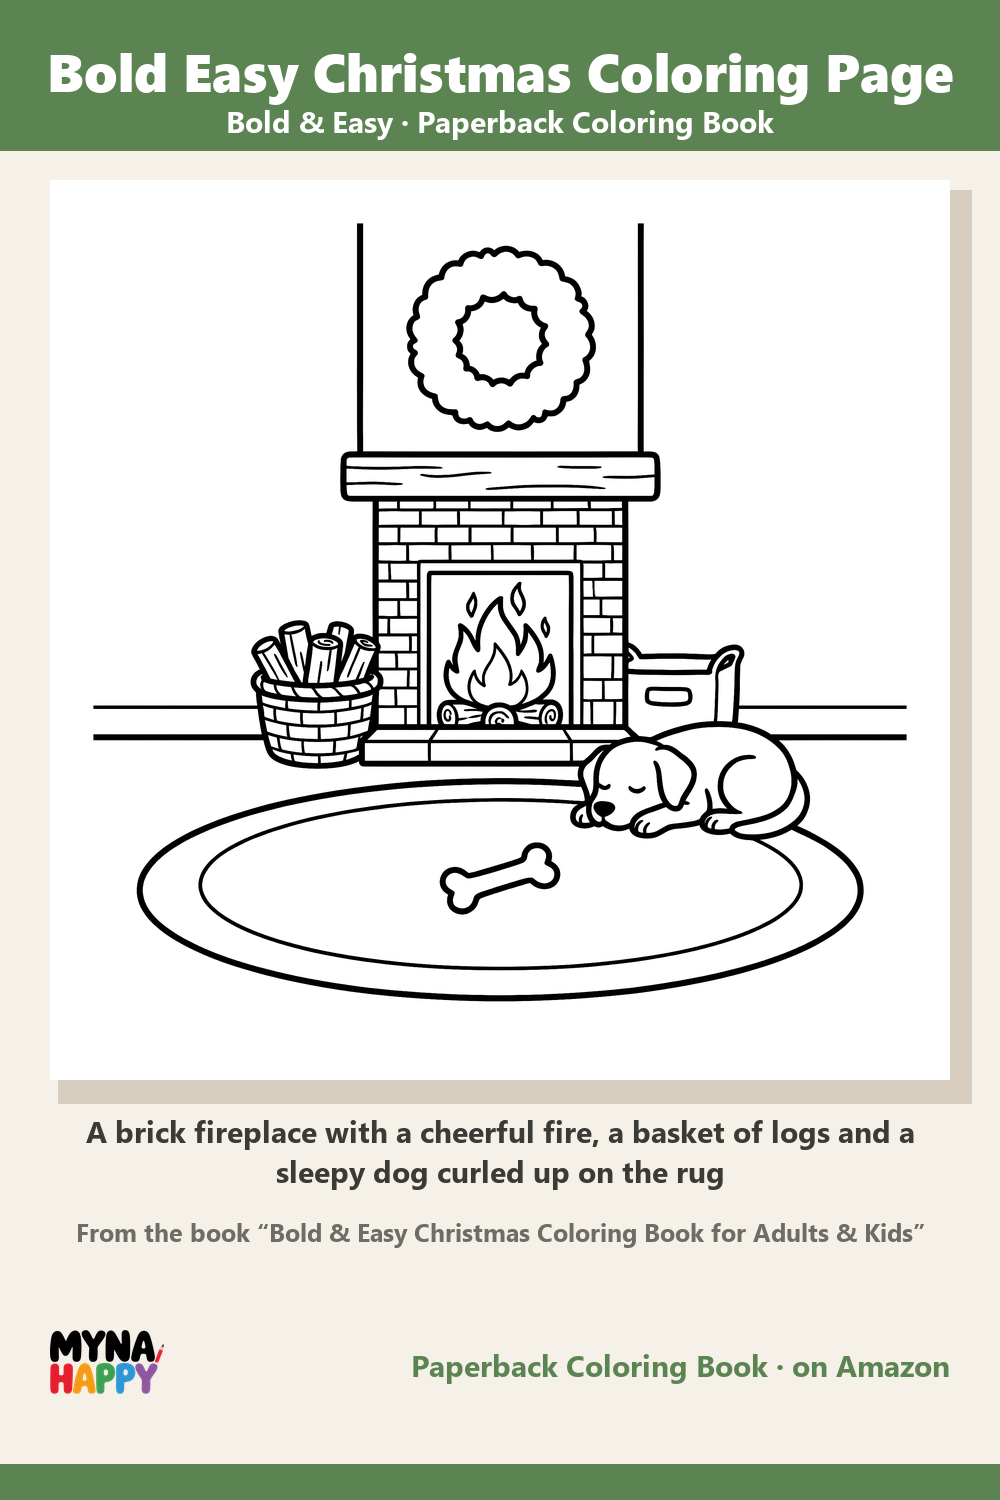 Bold Easy Christmas Coloring Page
Bold & Easy · Paperback Coloring Book
A brick fireplace with a cheerful fire, a basket of logs and a
sleepy dog curled up on the rug
From the book “Bold & Easy Christmas Coloring Book for Adults & Kids”
MYNA
HAPPY
Paperback Coloring Book · on Amazon